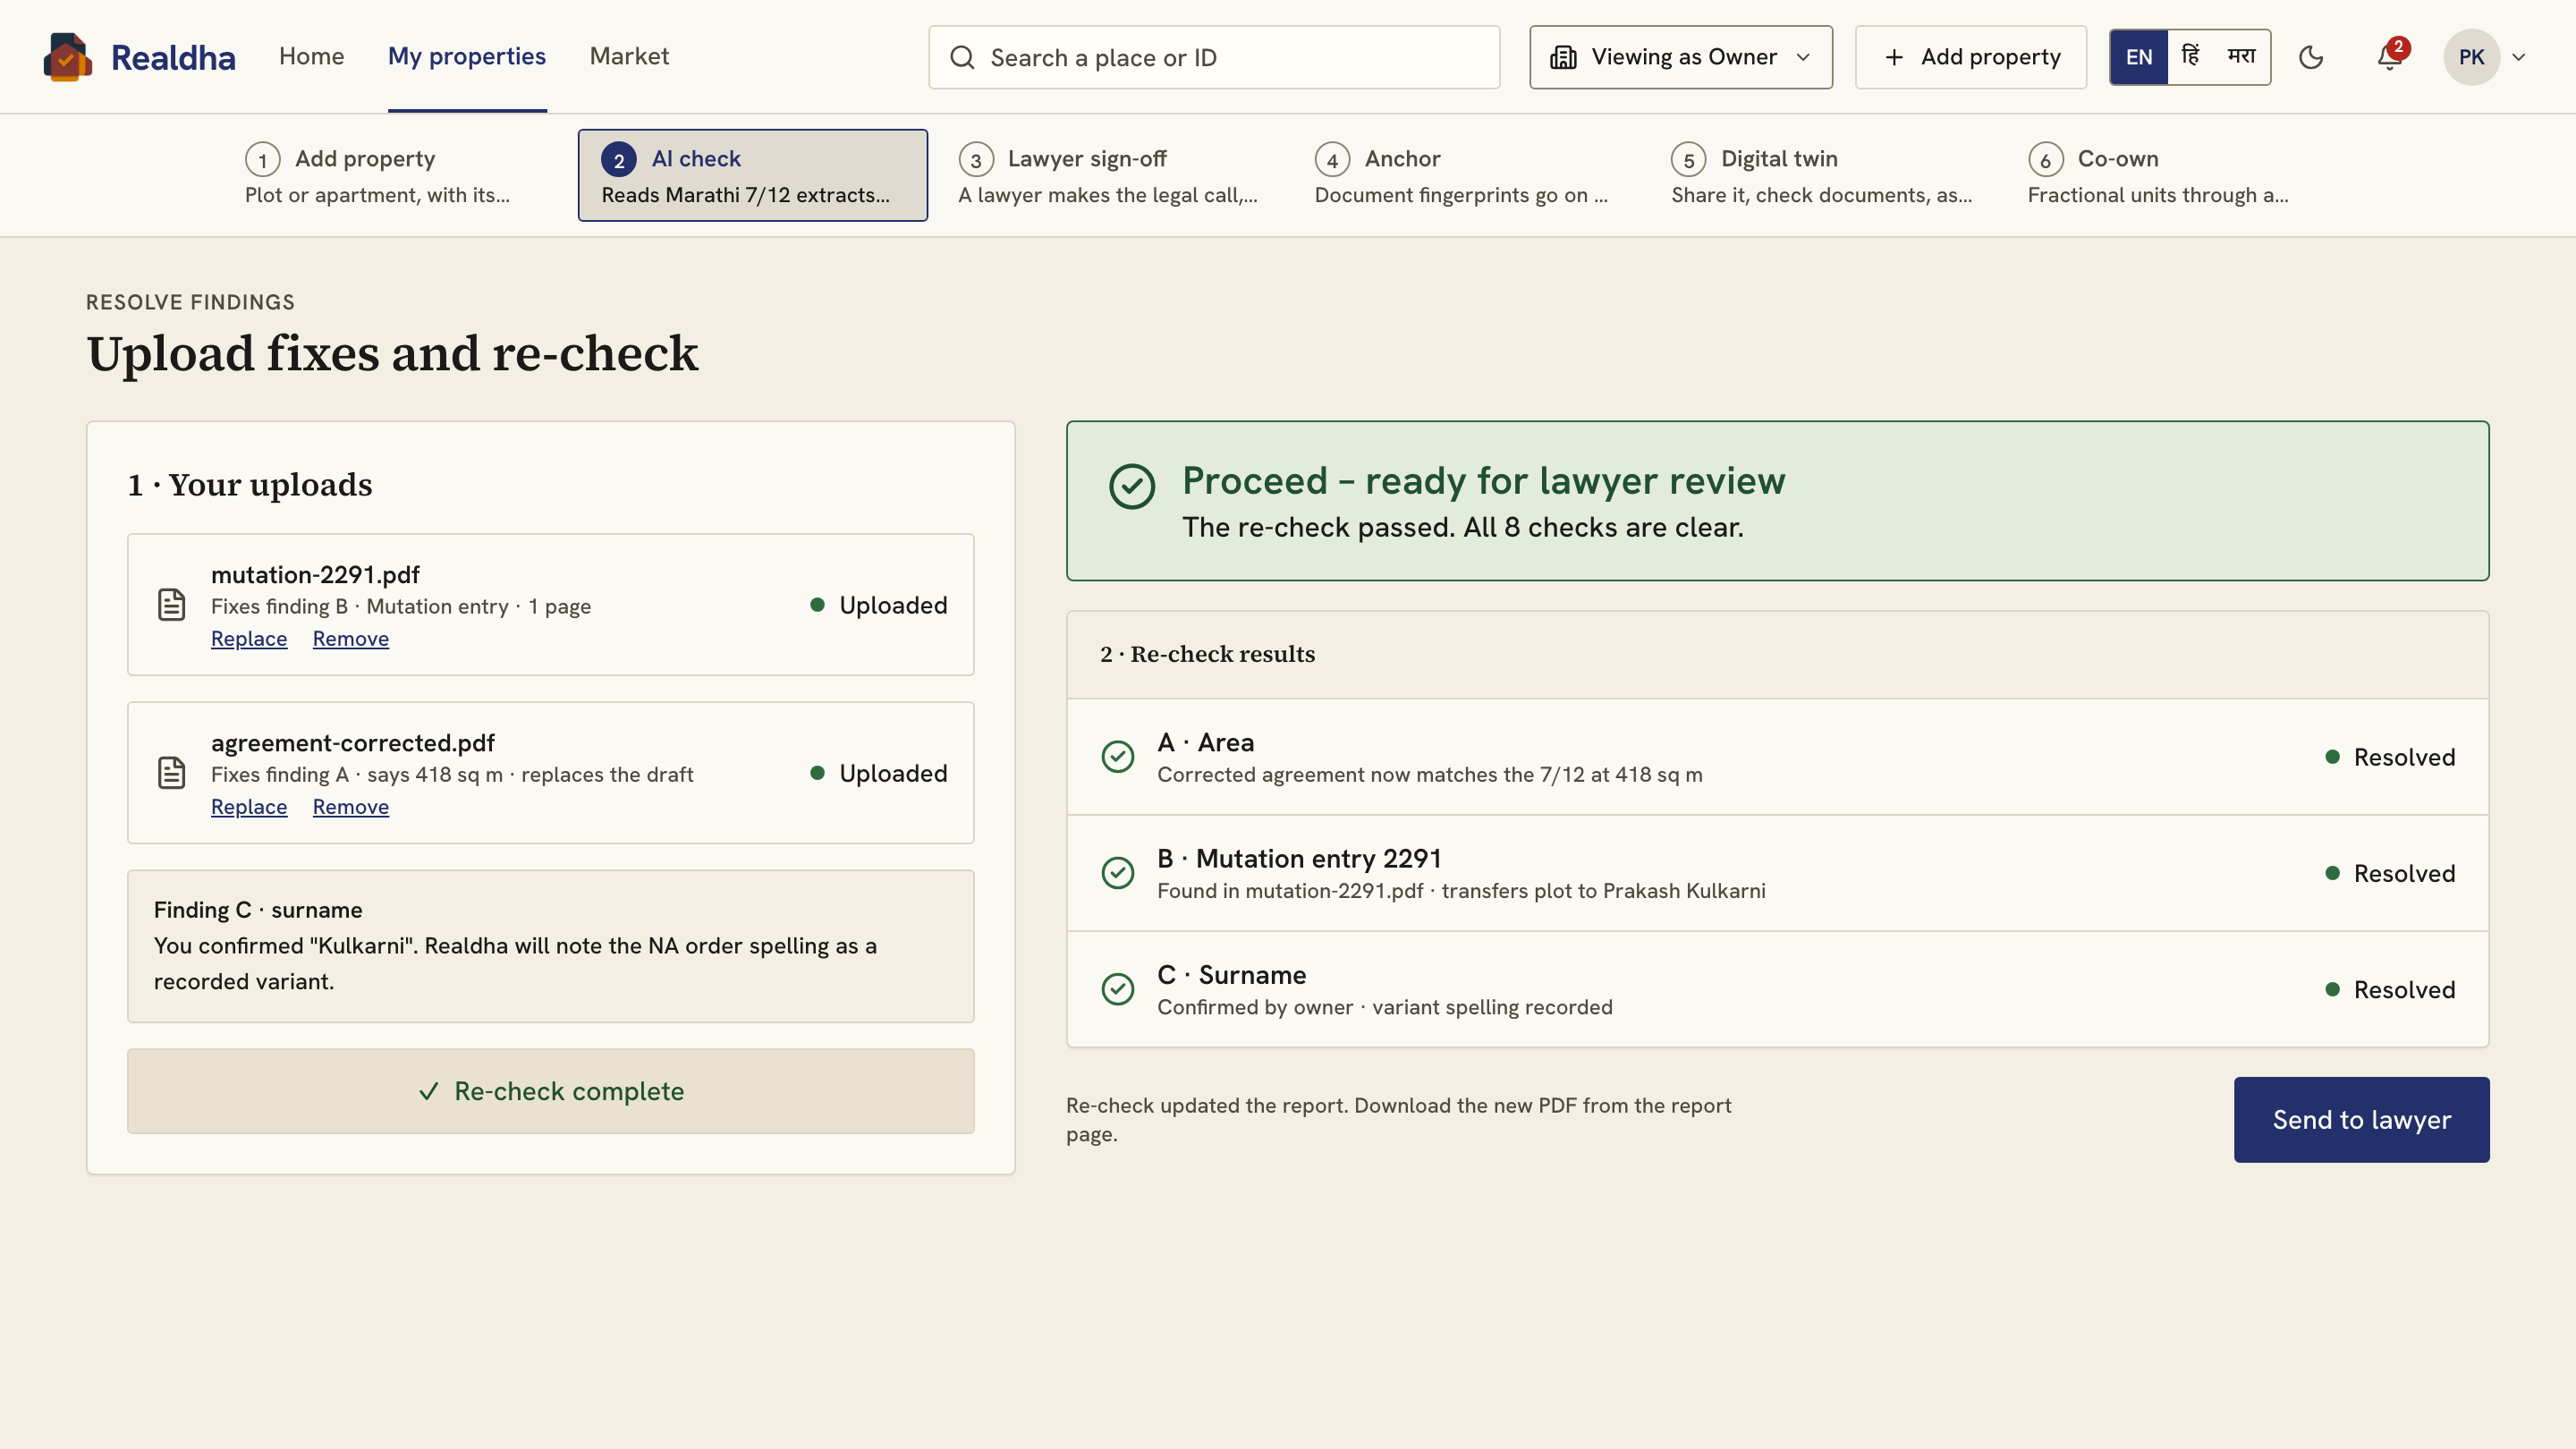 Realdha
Home
My properties
Market
Search a place or ID
Viewing as Owner
Add property
EN
हिं
मरा
2
PK
1 Add property
Plot or apartment, with its...
2 AI check
Reads Marathi 7/12 extracts...
3 Lawyer sign-off
A lawyer makes the legal call,...
4 Anchor
Document fingerprints go on ...
5 Digital twin
Share it, check documents, as...
6 Co-own
Fractional units through a...
RESOLVE FINDINGS
Upload fixes and re-check
1 · Your uploads
mutation-2291.pdf
Fixes finding B · Mutation entry · 1 page
Replace Remove
Uploaded
agreement-corrected.pdf
Fixes finding A · says 418 sq m · replaces the draft
Replace Remove
Uploaded
Finding C · surname
You confirmed "Kulkarni". Realdha will note the NA order spelling as a
recorded variant.
Re-check complete
Proceed – ready for lawyer review
The re-check passed. All 8 checks are clear.
2 · Re-check results
A · Area
Corrected agreement now matches the 7/12 at 418 sq m
Resolved
B · Mutation entry 2291
Found in mutation-2291.pdf · transfers plot to Prakash Kulkarni
Resolved
C · Surname
Confirmed by owner · variant spelling recorded
Resolved
Re-check updated the report. Download the new PDF from the report
page.
Send to lawyer